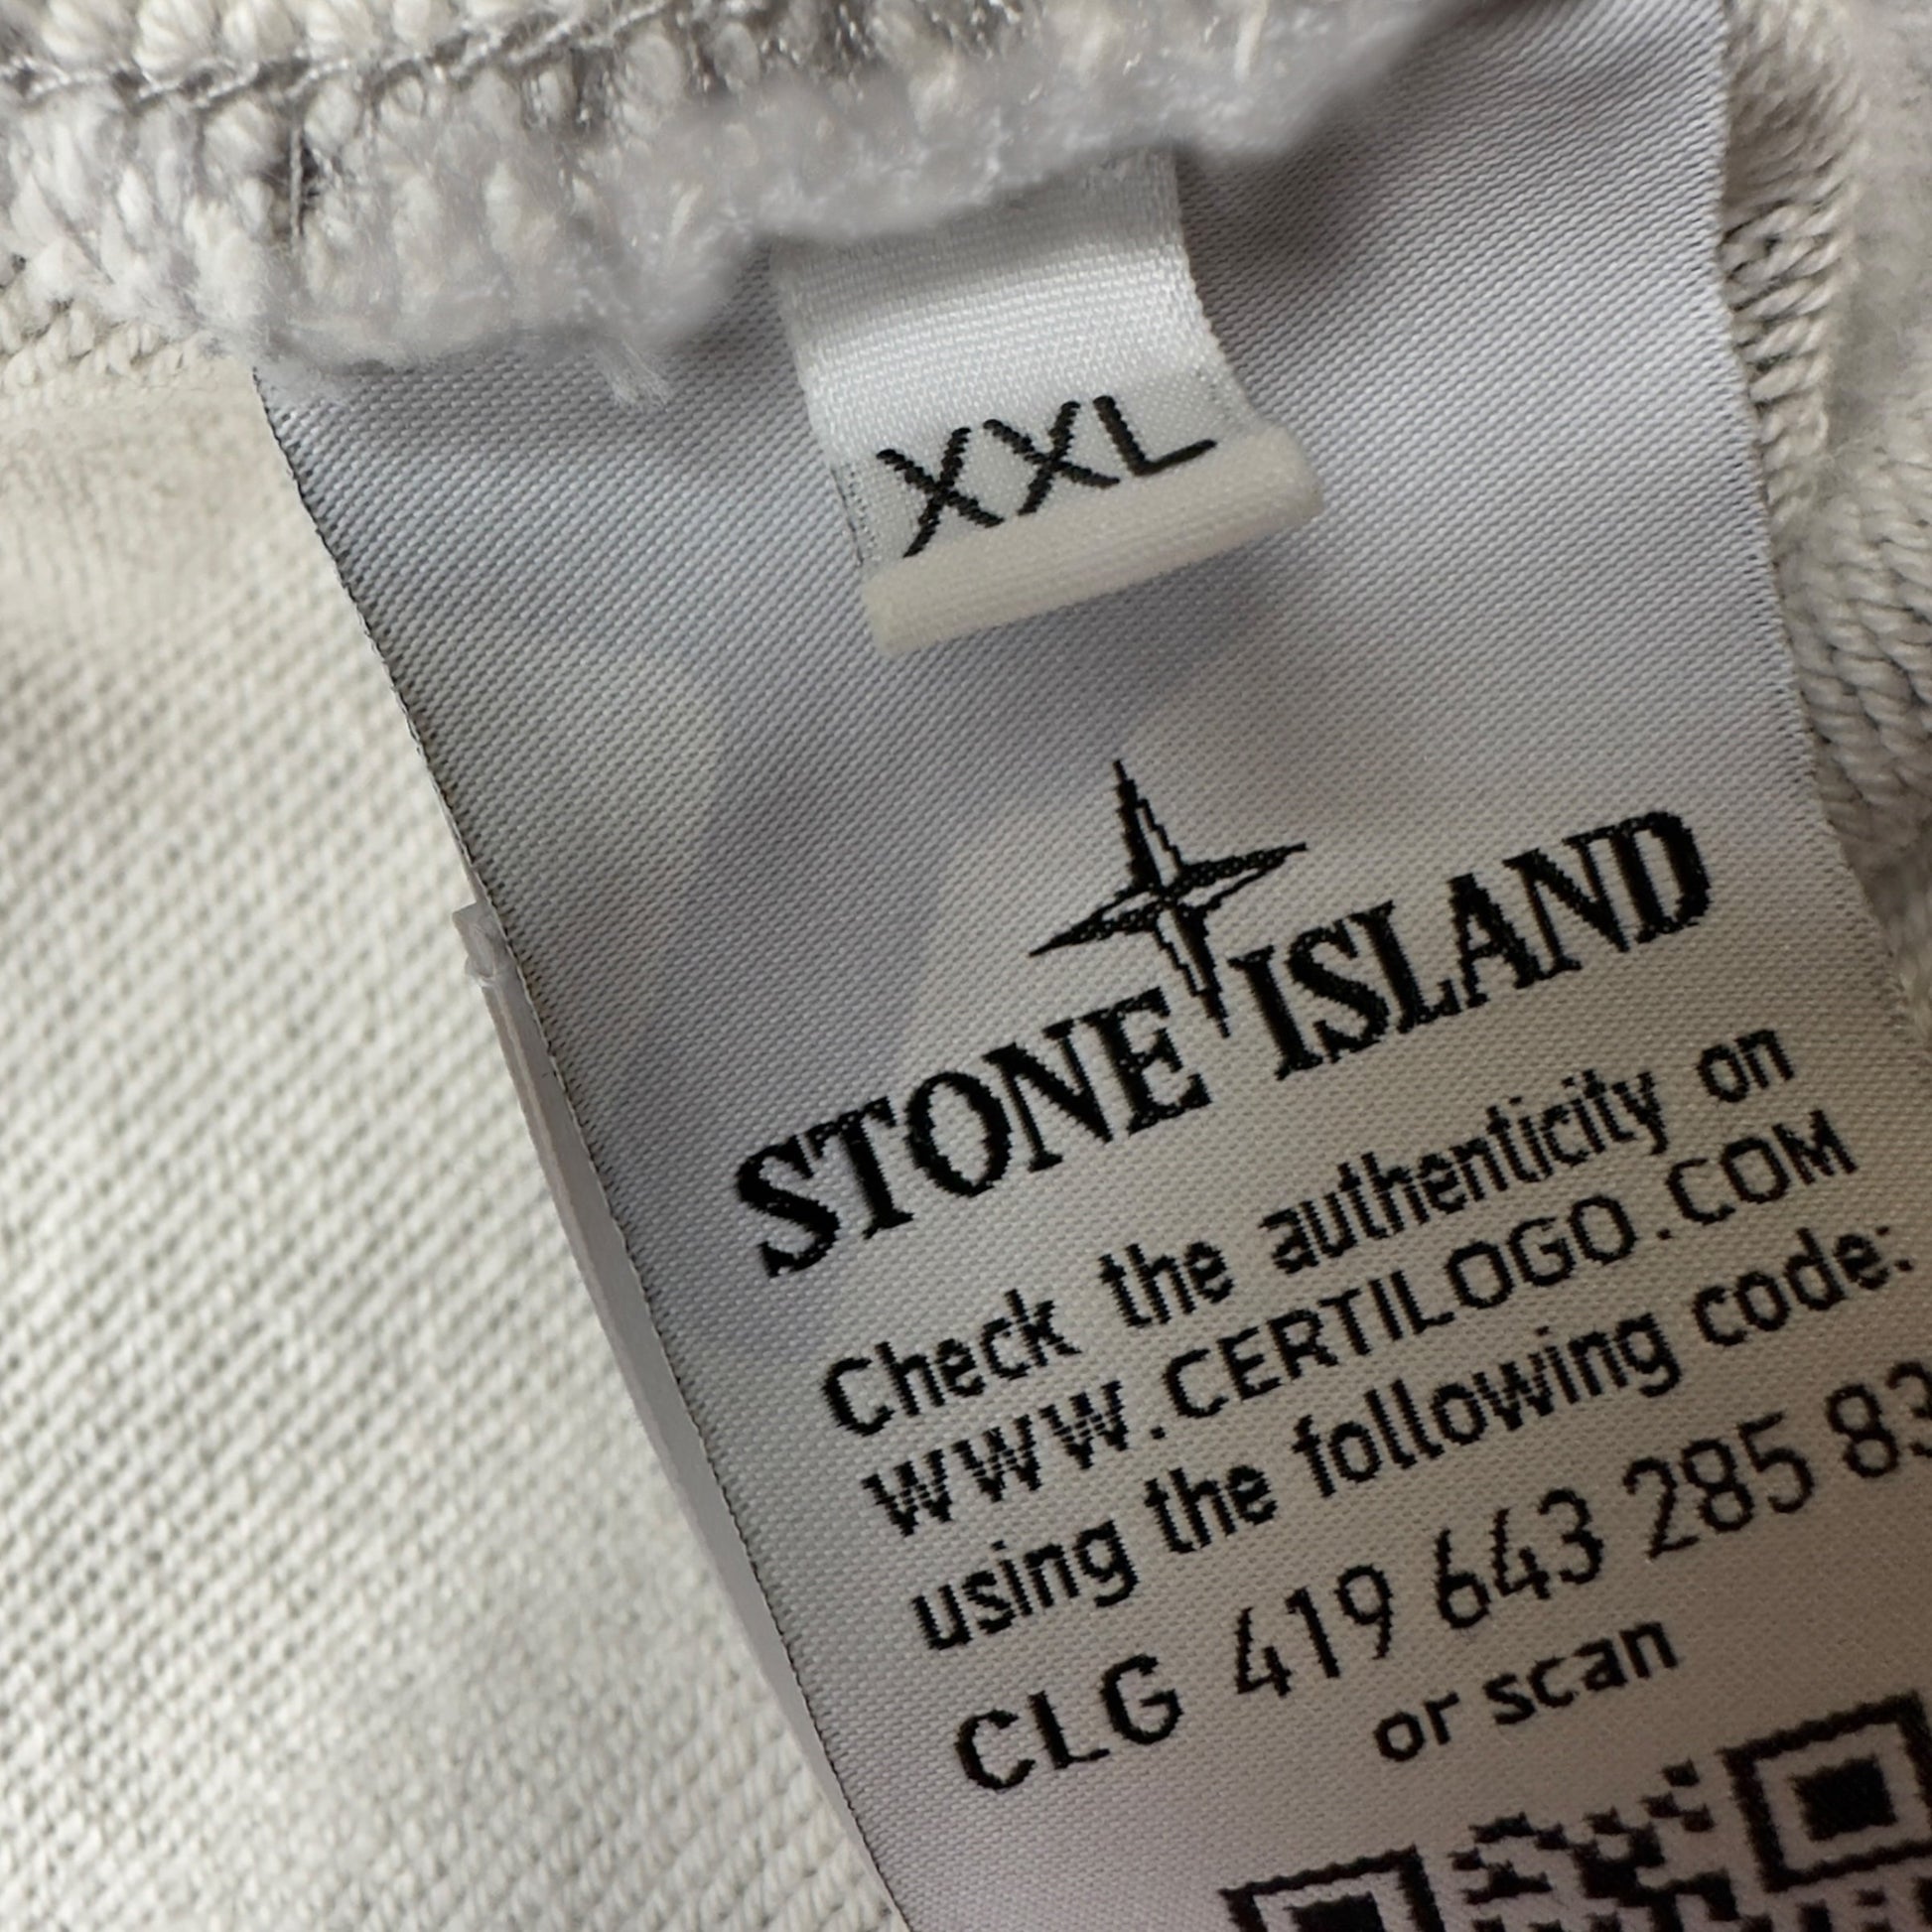 XXL
STONE ISLAND
Check the authenticity on
WWW.CERTILOGO.COM
using the following code:
CLG 419 643 285 83
or scan